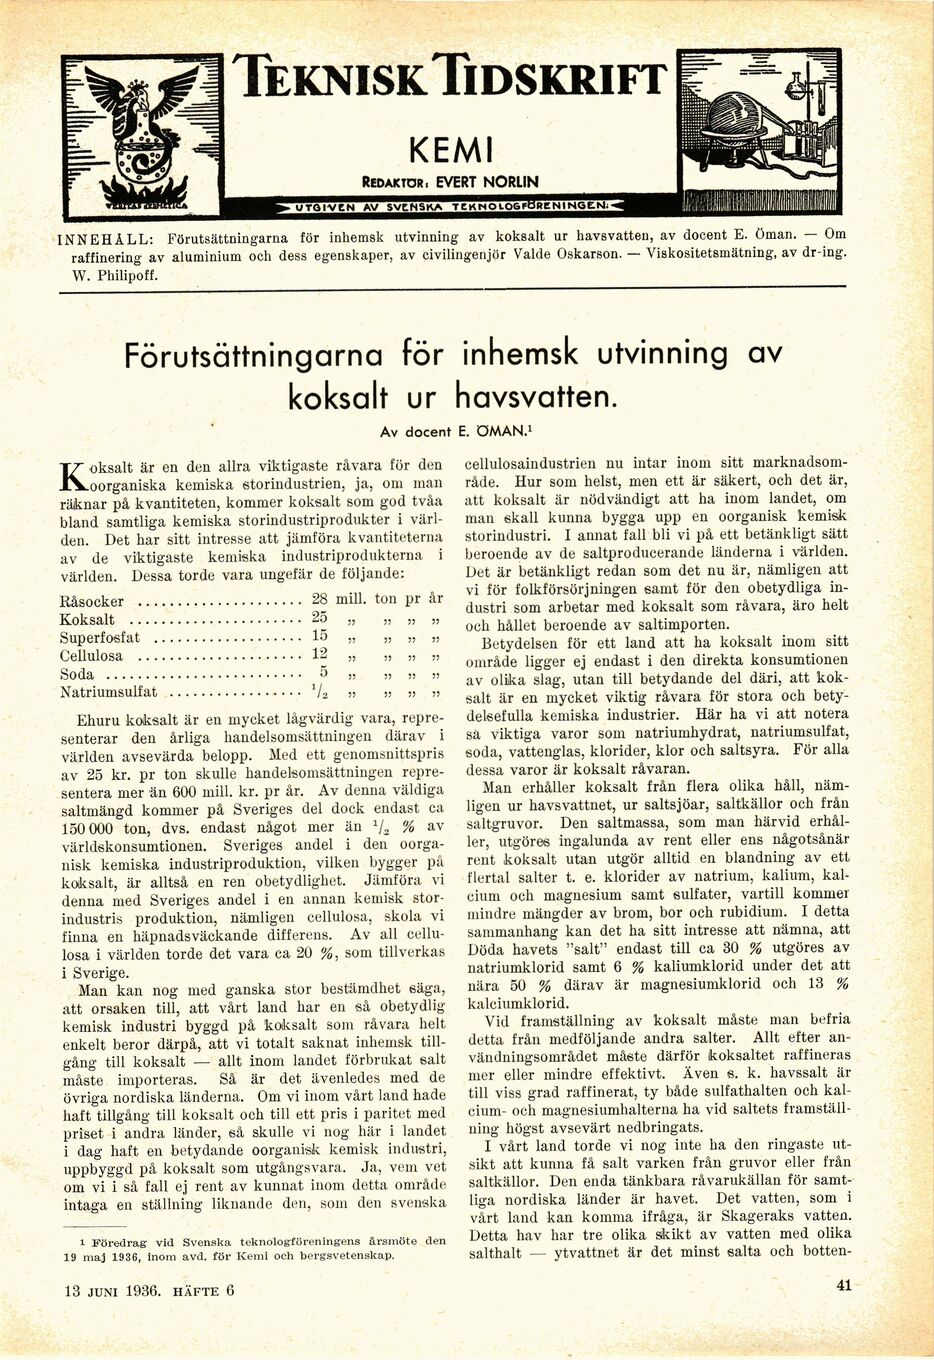 TEKNISK TIDSKRIFT
KEMI
REDAKTÖR: EVERT NORLIN
UTGIVEN AV SVENSKA TEKNOLOGFÖRENINGEN:
INNEHÅLL: Förutsättningarna för inhemsk utvinning av koksalt ur havsvatten, av docent E. Öman. — Om
raffinering av aluminium och dess egenskaper, av civilingenjör Valde Oskarson. — Viskositetsmätning, av dr-ing.
W. Philipoff.
Förutsättningarna för inhemsk utvinning av
koksalt ur havsvatten.
Av docent E. ÖMAN.¹
Koksalt är en den allra viktigaste råvara för den
oorganiska kemiska storindustrien, ja, om man
räknar på kvantiteten, kommer koksalt som god tvåa
bland samtliga kemiska storindustriprodukter i värl-
den. Det har sitt intresse att jämföra kvantiteterna
av de viktigaste kemiska industriprodukterna i
världen. Dessa torde vara ungefär de följande:
Råsocker ..................... 28 mill. ton pr år
Koksalt ...................... 25 „ „ „ „
Superfosfat ................... 15 „ „ „ „
Cellulosa ..................... 12 „ „ „ „
Soda ......................... 5 „ „ „ „
Natriumsulfat ................. ¹/₂ „ „ „ „
Ehuru koksalt är en mycket lågvärdig vara, repre-
senterar den årliga handelsomsättningen därav i
världen avsevärda belopp. Med ett genomsnittspris
av 25 kr. pr ton skulle handelsomsättningen repre-
sentera mer än 600 mill. kr. pr år. Av denna väldiga
saltmängd kommer på Sveriges del dock endast ca
150 000 ton, dvs. endast något mer än ¹/₂ % av
världskonsumtionen. Sveriges andel i den oorga-
nisk kemiska industriproduktion, vilken bygger på
koksalt, är alltså en ren obetydlighet. Jämföra vi
denna med Sveriges andel i en annan kemisk stor-
industris produktion, nämligen cellulosa, skola vi
finna en häpnadsväckande differens. Av all cellu-
losa i världen torde det vara ca 20 %, som tillverkas
i Sverige.
Man kan nog med ganska stor bestämdhet säga,
att orsaken till, att vårt land har en så obetydlig
kemisk industri byggd på koksalt som råvara helt
enkelt beror därpå, att vi totalt saknat inhemsk till-
gång till koksalt — allt inom landet förbrukat salt
måste importeras. Så är det ävenledes med de
övriga nordiska länderna. Om vi inom vårt land hade
haft tillgång till koksalt och till ett pris i paritet med
priset i andra länder, så skulle vi nog här i landet
i dag haft en betydande oorganisk kemisk industri,
uppbyggd på koksalt som utgångsvara. Ja, vem vet
om vi i så fall ej rent av kunnat inom detta område
intaga en ställning liknande den, som den svenska
¹ Föredrag vid Svenska teknologföreningens årsmöte den
19 maj 1936, inom avd. för Kemi och bergsvetenskap.
13 JUNI 1936. HÄFTE 6
cellulosaindustrien nu intar inom sitt marknadsom-
råde. Hur som helst, men ett är säkert, och det är,
att koksalt är nödvändigt att ha inom landet, om
man skall kunna bygga upp en oorganisk kemisk
storindustri. I annat fall bli vi på ett betänkligt sätt
beroende av de saltproducerande länderna i världen.
Det är betänkligt redan som det nu är, nämligen att
vi för folkförsörjningen samt för den obetydliga in-
dustri som arbetar med koksalt som råvara, äro helt
och hållet beroende av saltimporten.
Betydelsen för ett land att ha koksalt inom sitt
område ligger ej endast i den direkta konsumtionen
av olika slag, utan till betydande del däri, att kok-
salt är en mycket viktig råvara för stora och bety-
delsefulla kemiska industrier. Här ha vi att notera
så viktiga varor som natriumhydrat, natriumsulfat,
soda, vattenglas, klorider, klor och saltsyra. För alla
dessa varor är koksalt råvaran.
Man erhåller koksalt från flera olika håll, näm-
ligen ur havsvattnet, ur saltsjöar, saltkällor och från
saltgruvor. Den saltmassa, som man härvid erhål-
ler, utgöres ingalunda av rent eller ens någotsånär
rent koksalt utan utgör alltid en blandning av ett
flertal salter t. e. klorider av natrium, kalium, kal-
cium och magnesium samt sulfater, vartill kommer
mindre mängder av brom, bor och rubidium. I detta
sammanhang kan det ha sitt intresse att nämna, att
Döda havets ”salt” endast till ca 30 % utgöres av
natriumklorid samt 6 % kaliumklorid under det att
nära 50 % därav är magnesiumklorid och 13 %
kalciumklorid.
Vid framställning av koksalt måste man befria
detta från medföljande andra salter. Allt efter an-
vändningsområdet måste därför koksaltet raffineras
mer eller mindre effektivt. Även s. k. havssalt är
till viss grad raffinerat, ty både sulfathalten och kal-
cium- och magnesiumhalterna ha vid saltets framställ-
ning högst avsevärt nedbringats.
I vårt land torde vi nog inte ha den ringaste ut-
sikt att kunna få salt varken från gruvor eller från
saltkällor. Den enda tänkbara råvarukällan för samt-
liga nordiska länder är havet. Det vatten, som i
vårt land kan komma ifråga, är Skageraks vatten.
Detta hav har tre olika skikt av vatten med olika
salthalt — ytvattnet är det minst salta och botten-
41